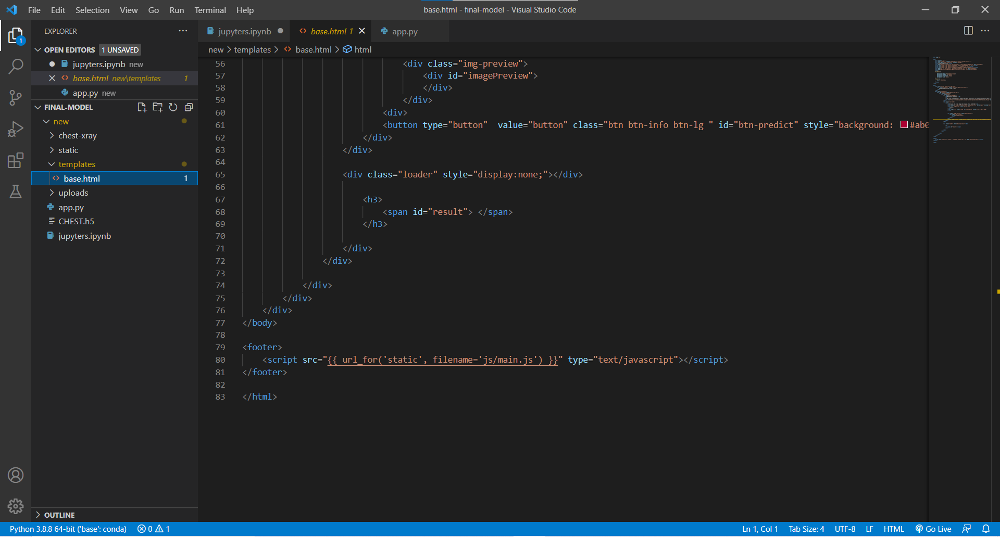 File Edit Selection View Go Run Terminal Help
base.html - final-model - Visual Studio Code
1
EXPLORER
OPEN EDITORS 1 UNSAVED
jupyters.ipynb new
base.html new\templates 1
app.py new
FINAL-MODEL
new
chest-xray
static
templates
base.html 1
uploads
app.py
CHEST.h5
jupyters.ipynb
OUTLINE
jupyters.ipynb
base.html 1
app.py
new > templates > base.html > html
56 <div class="img-preview">
57 <div id="imagePreview">
58 </div>
59 </div>
60 <div>
61 <button type="button"  value="button" class="btn btn-info btn-lg " id="btn-predict" style="background: #ab0
62 </div>
63 </div>
64
65 <div class="loader" style="display:none;"></div>
66
67 <h3>
68 <span id="result"> </span>
69 </h3>
70
71 </div>
72 </div>
73
74 </div>
75 </div>
76 </div>
77 </body>
78
79 <footer>
80 <script src="{{ url_for('static', filename='js/main.js') }}" type="text/javascript"></script>
81 </footer>
82
83 </html>
Python 3.8.8 64-bit ('base': conda) 0 1
Ln 1, Col 1 Tab Size: 4 UTF-8 LF HTML Go Live